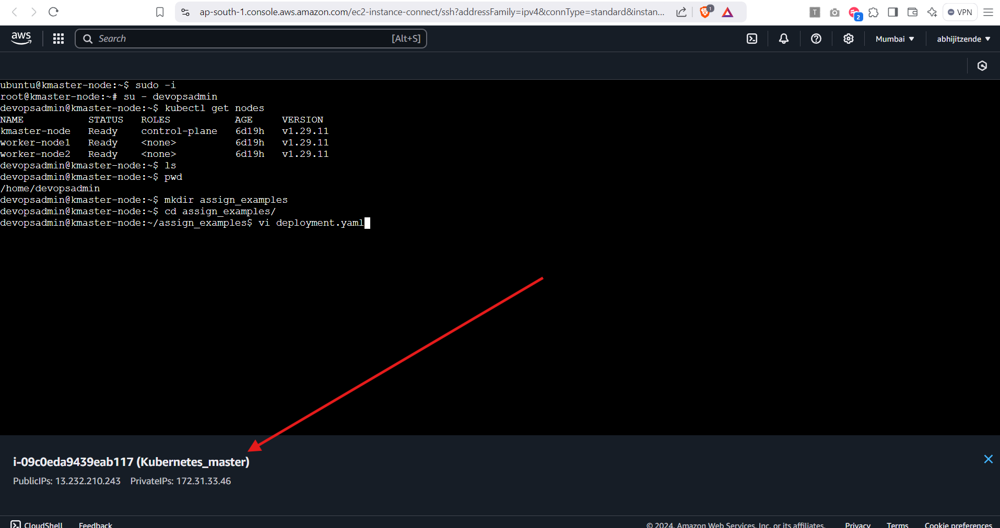 ap-south-1.console.aws.amazon.com/ec2-instance-connect/ssh?addressFamily=ipv4&connType=standard&instan...
1
T
2
VPN
aws
Search
[Alt+S]
Mumbai
abhijitzende
ubuntu@kmaster-node:~$ sudo -i
root@kmaster-node:~# su - devopsadmin
devopsadmin@kmaster-node:~$ kubectl get nodes
NAME STATUS ROLES AGE VERSION
kmaster-node Ready control-plane 6d19h v1.29.11
worker-node1 Ready <none> 6d19h v1.29.11
worker-node2 Ready <none> 6d19h v1.29.11
devopsadmin@kmaster-node:~$ ls
devopsadmin@kmaster-node:~$ pwd
/home/devopsadmin
devopsadmin@kmaster-node:~$ mkdir assign_examples
devopsadmin@kmaster-node:~$ cd assign_examples/
devopsadmin@kmaster-node:~/assign_examples$ vi deployment.yaml
i-09c0eda9439eab117 (Kubernetes_master)
PublicIPs: 13.232.210.243 PrivateIPs: 172.31.33.46
CloudShell Feedback © 2024, Amazon Web Services, Inc. or its affiliates. Privacy Terms Cookie preferences